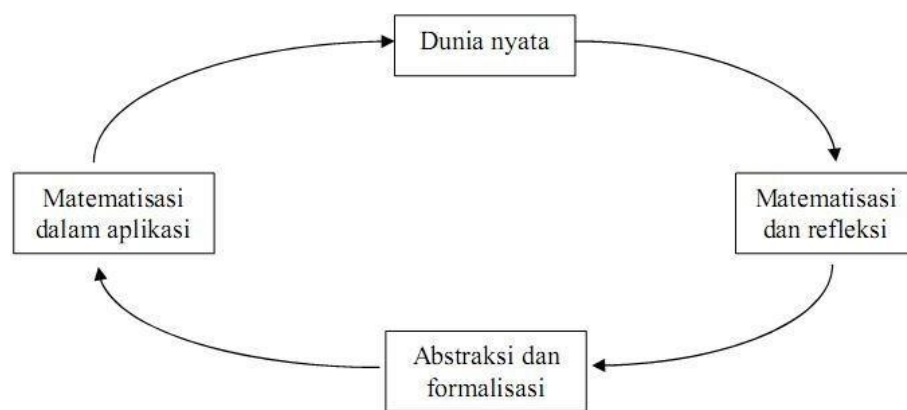 Dunia nyata
Matematisasi
dan refleksi
Abstraksi dan
formalisasi
Matematisasi
dalam aplikasi